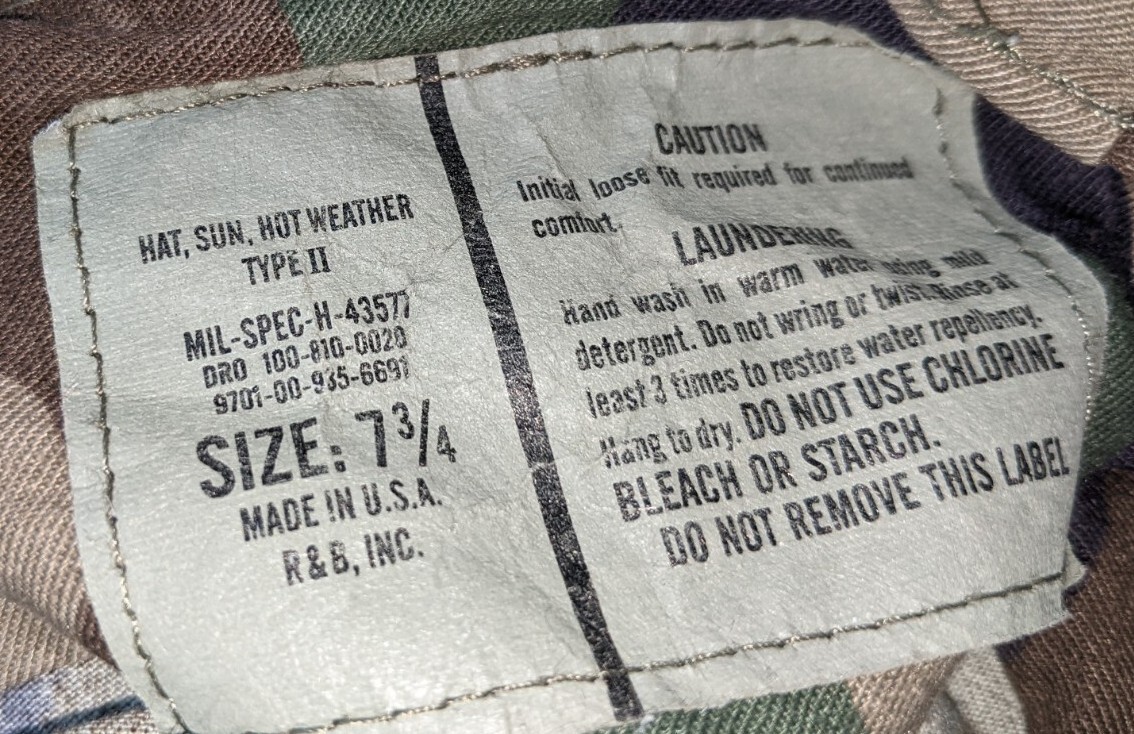 HAT, SUN, HOT WEATHER
TYPE II
MIL-SPEC-H-43577
DRO 100-810-0028
9701-00-935-6691
SIZE: 7 3/4
MADE IN U.S.A.
R&B, INC.
CAUTION
Initial loose fit required for continued
comfort.
LAUNDERING
Hand wash in warm water using mild
detergent. Do not wring or twist. Rinse at
least 3 times to restore water repellency.
Hang to dry. DO NOT USE CHLORINE
BLEACH OR STARCH.
DO NOT REMOVE THIS LABEL